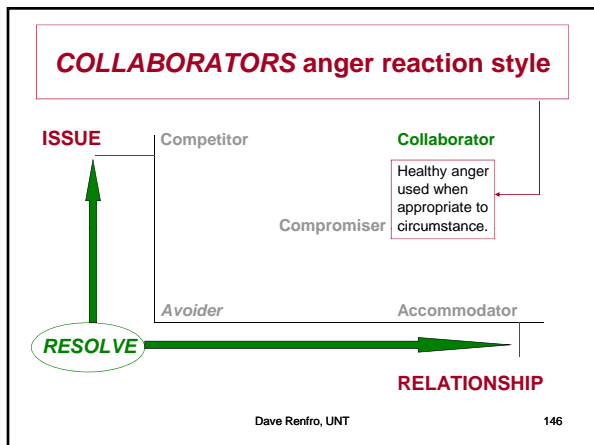 COLLABORATORS anger reaction style
ISSUE
Competitor
Collaborator
Healthy anger
used when
appropriate to
circumstance.
Compromiser
Avoider
Accommodator
RESOLVE
RELATIONSHIP
Dave Renfro, UNT
146